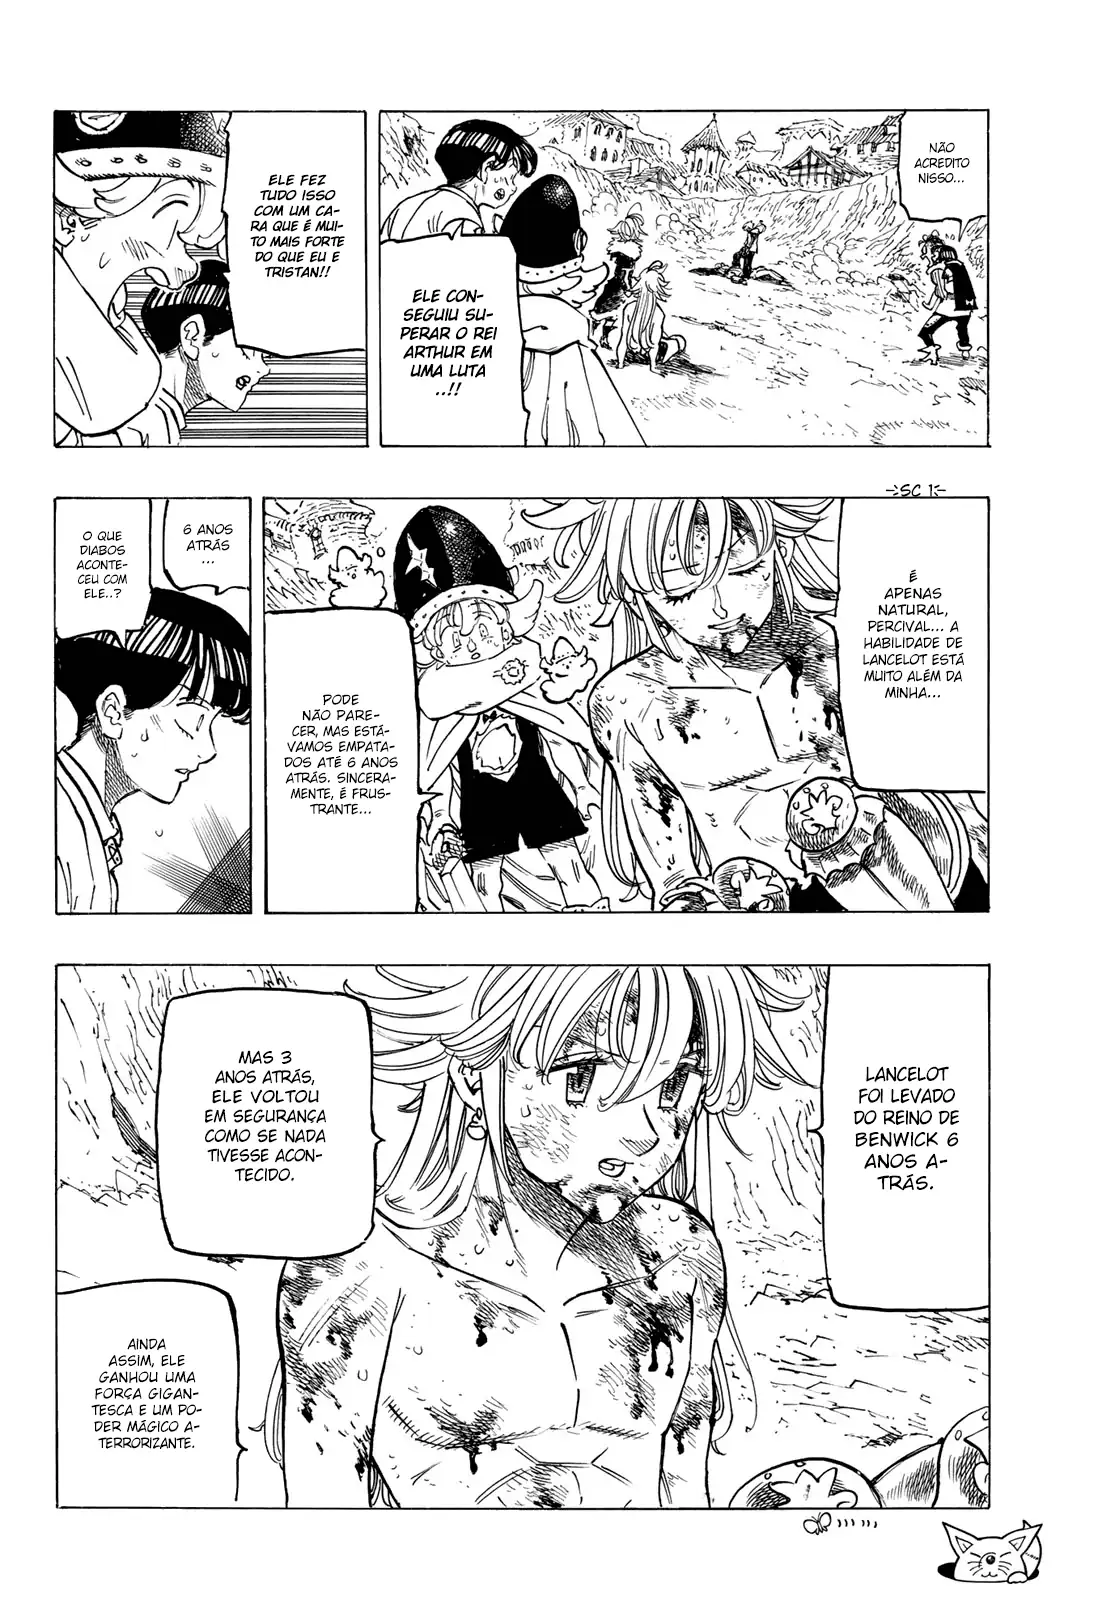 NÃO
ACREDITO
NISSO...
ELE CON-
SEGUIU SU-
PERAR O REI
ARTHUR EM
UMA LUTA
..!!
ELE FEZ
TUDO ISSO
COM UM CA-
RA QUE É MUI-
TO MAIS FORTE
DO QUE EU E
TRISTAN!!
SC 1
É
APENAS
NATURAL,
PERCIVAL... A
HABILIDADE DE
LANCELOT ESTÁ
MUITO ALÉM DA
MINHA...
PODE
NÃO PARE-
CER, MAS ESTÁ-
VAMOS EMPATA-
DOS ATÉ 6 ANOS
ATRÁS. SINCERA-
MENTE, É FRUS-
TRANTE...
6 ANOS
ATRÁS
...
O QUE
DIABOS
ACONTE-
CEU COM
ELE..?
LANCELOT
FOI LEVADO
DO REINO DE
BENWICK 6
ANOS A-
TRÁS.
MAS 3
ANOS ATRÁS,
ELE VOLTOU
EM SEGURANÇA
COMO SE NADA
TIVESSE ACON-
TECIDO.
AINDA
ASSIM, ELE
GANHOU UMA
FORÇA GIGAN-
TESCA E UM PO-
DER MÁGICO A-
TERRORIZANTE.